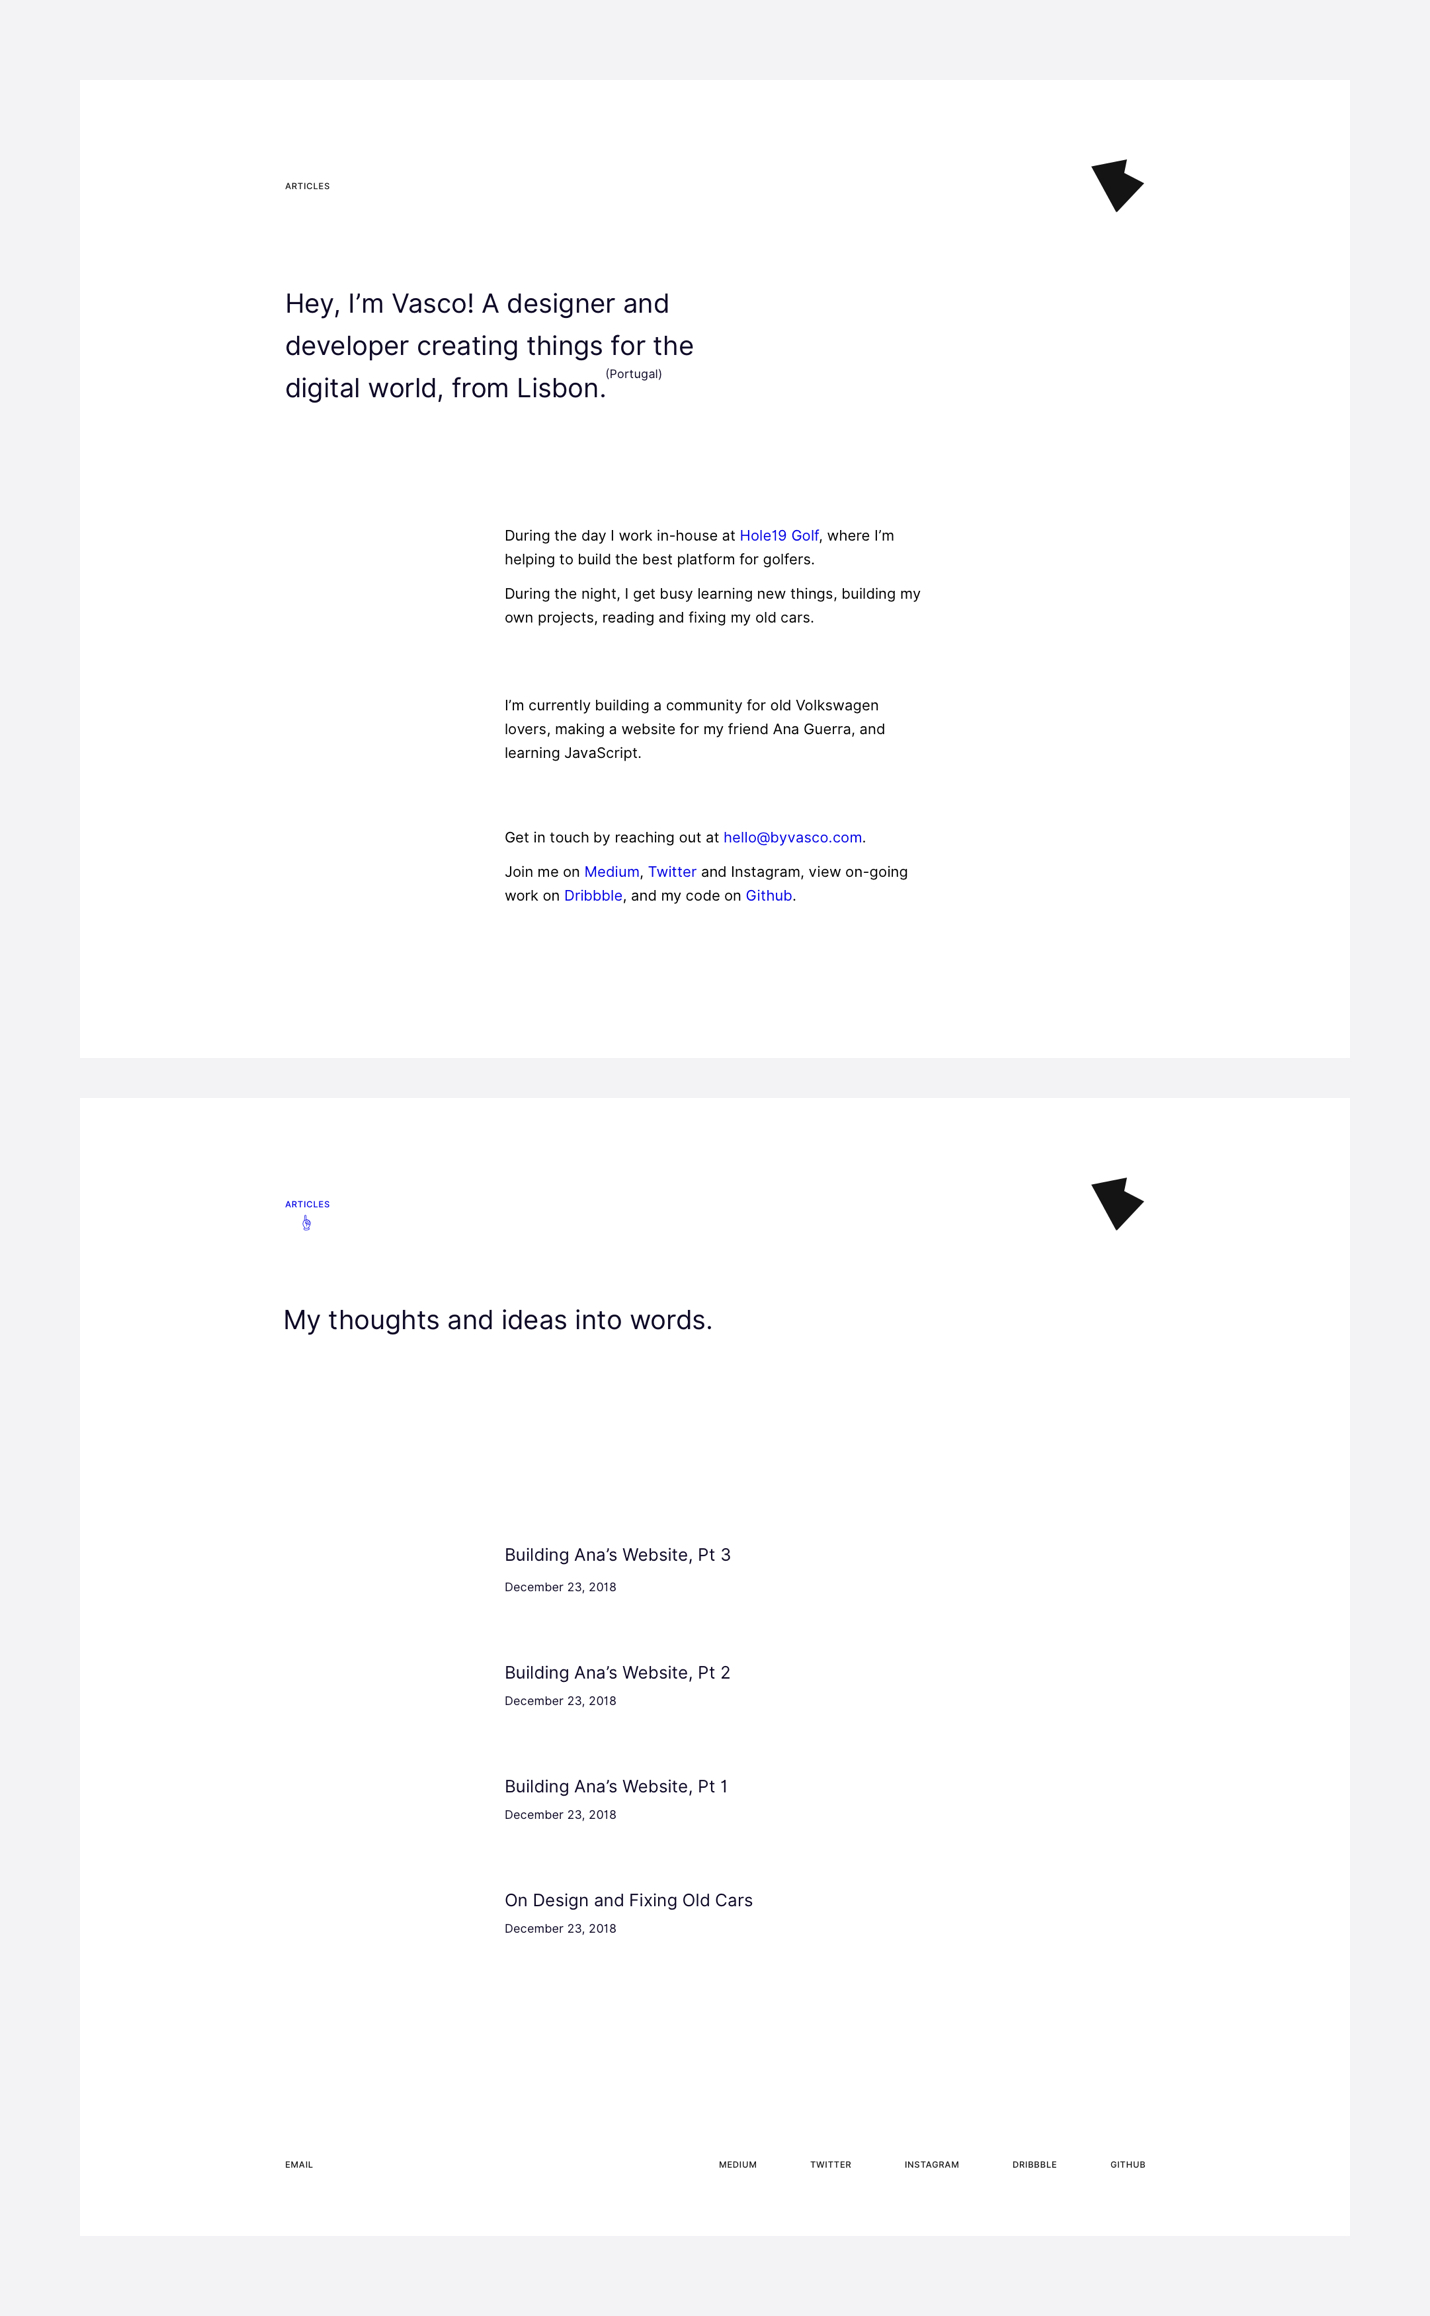 ARTICLES
Hey, I’m Vasco! A designer and
developer creating things for the
digital world, from Lisbon. (Portugal)
During the day I work in-house at Hole19 Golf, where I’m
helping to build the best platform for golfers.
During the night, I get busy learning new things, building my
own projects, reading and fixing my old cars.
I’m currently building a community for old Volkswagen
lovers, making a website for my friend Ana Guerra, and
learning JavaScript.
Get in touch by reaching out at hello@byvasco.com.
Join me on Medium, Twitter and Instagram, view on-going
work on Dribbble, and my code on Github.
ARTICLES
My thoughts and ideas into words.
Building Ana’s Website, Pt 3
December 23, 2018
Building Ana’s Website, Pt 2
December 23, 2018
Building Ana’s Website, Pt 1
December 23, 2018
On Design and Fixing Old Cars
December 23, 2018
EMAIL MEDIUM TWITTER INSTAGRAM DRIBBBLE GITHUB